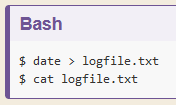 Bash
$ date > logfile.txt
$ cat logfile.txt